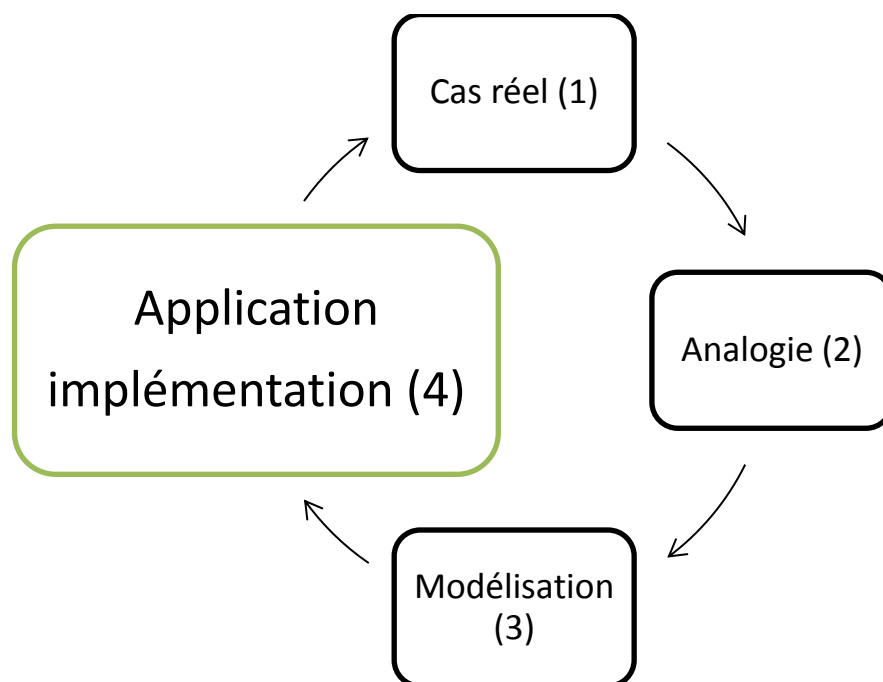 Cas réel (1)
Application
implémentation (4)
Analogie (2)
Modélisation
(3)